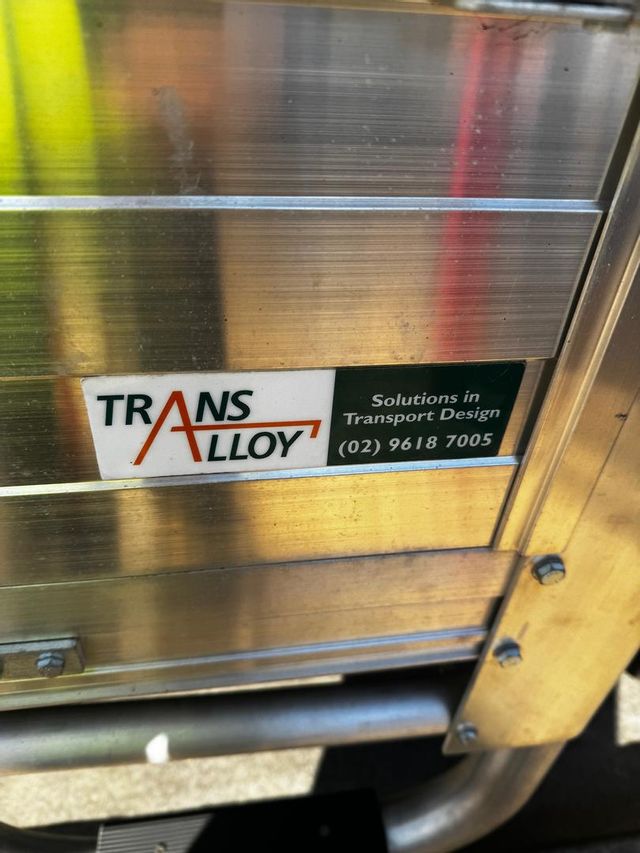 TRANS
ALLOY
Solutions in
Transport Design
(02) 9618 7005